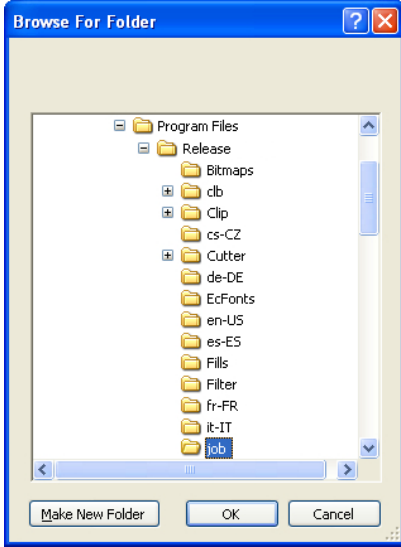 Browse For Folder
Program Files
Release
Bitmaps
clb
Clip
cs-CZ
Cutter
de-DE
EcFonts
en-US
es-ES
Fills
Filter
fr-FR
it-IT
job
Make New Folder
OK
Cancel